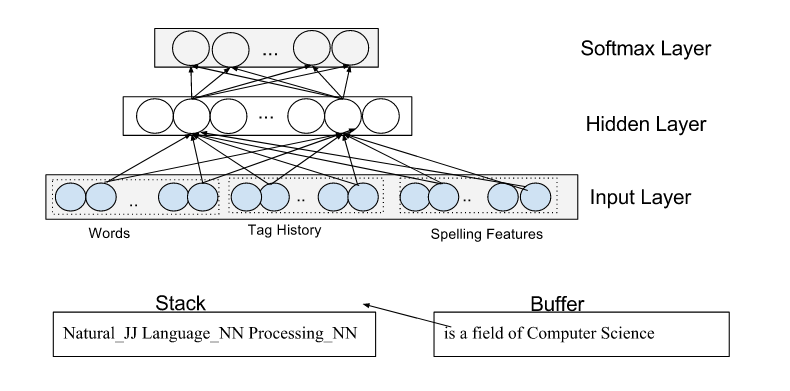 ...
Softmax Layer
...
Hidden Layer
.. .. ..
Input Layer
Words
Tag History
Spelling Features
Stack
Buffer
Natural_JJ Language_NN Processing_NN
is a field of Computer Science